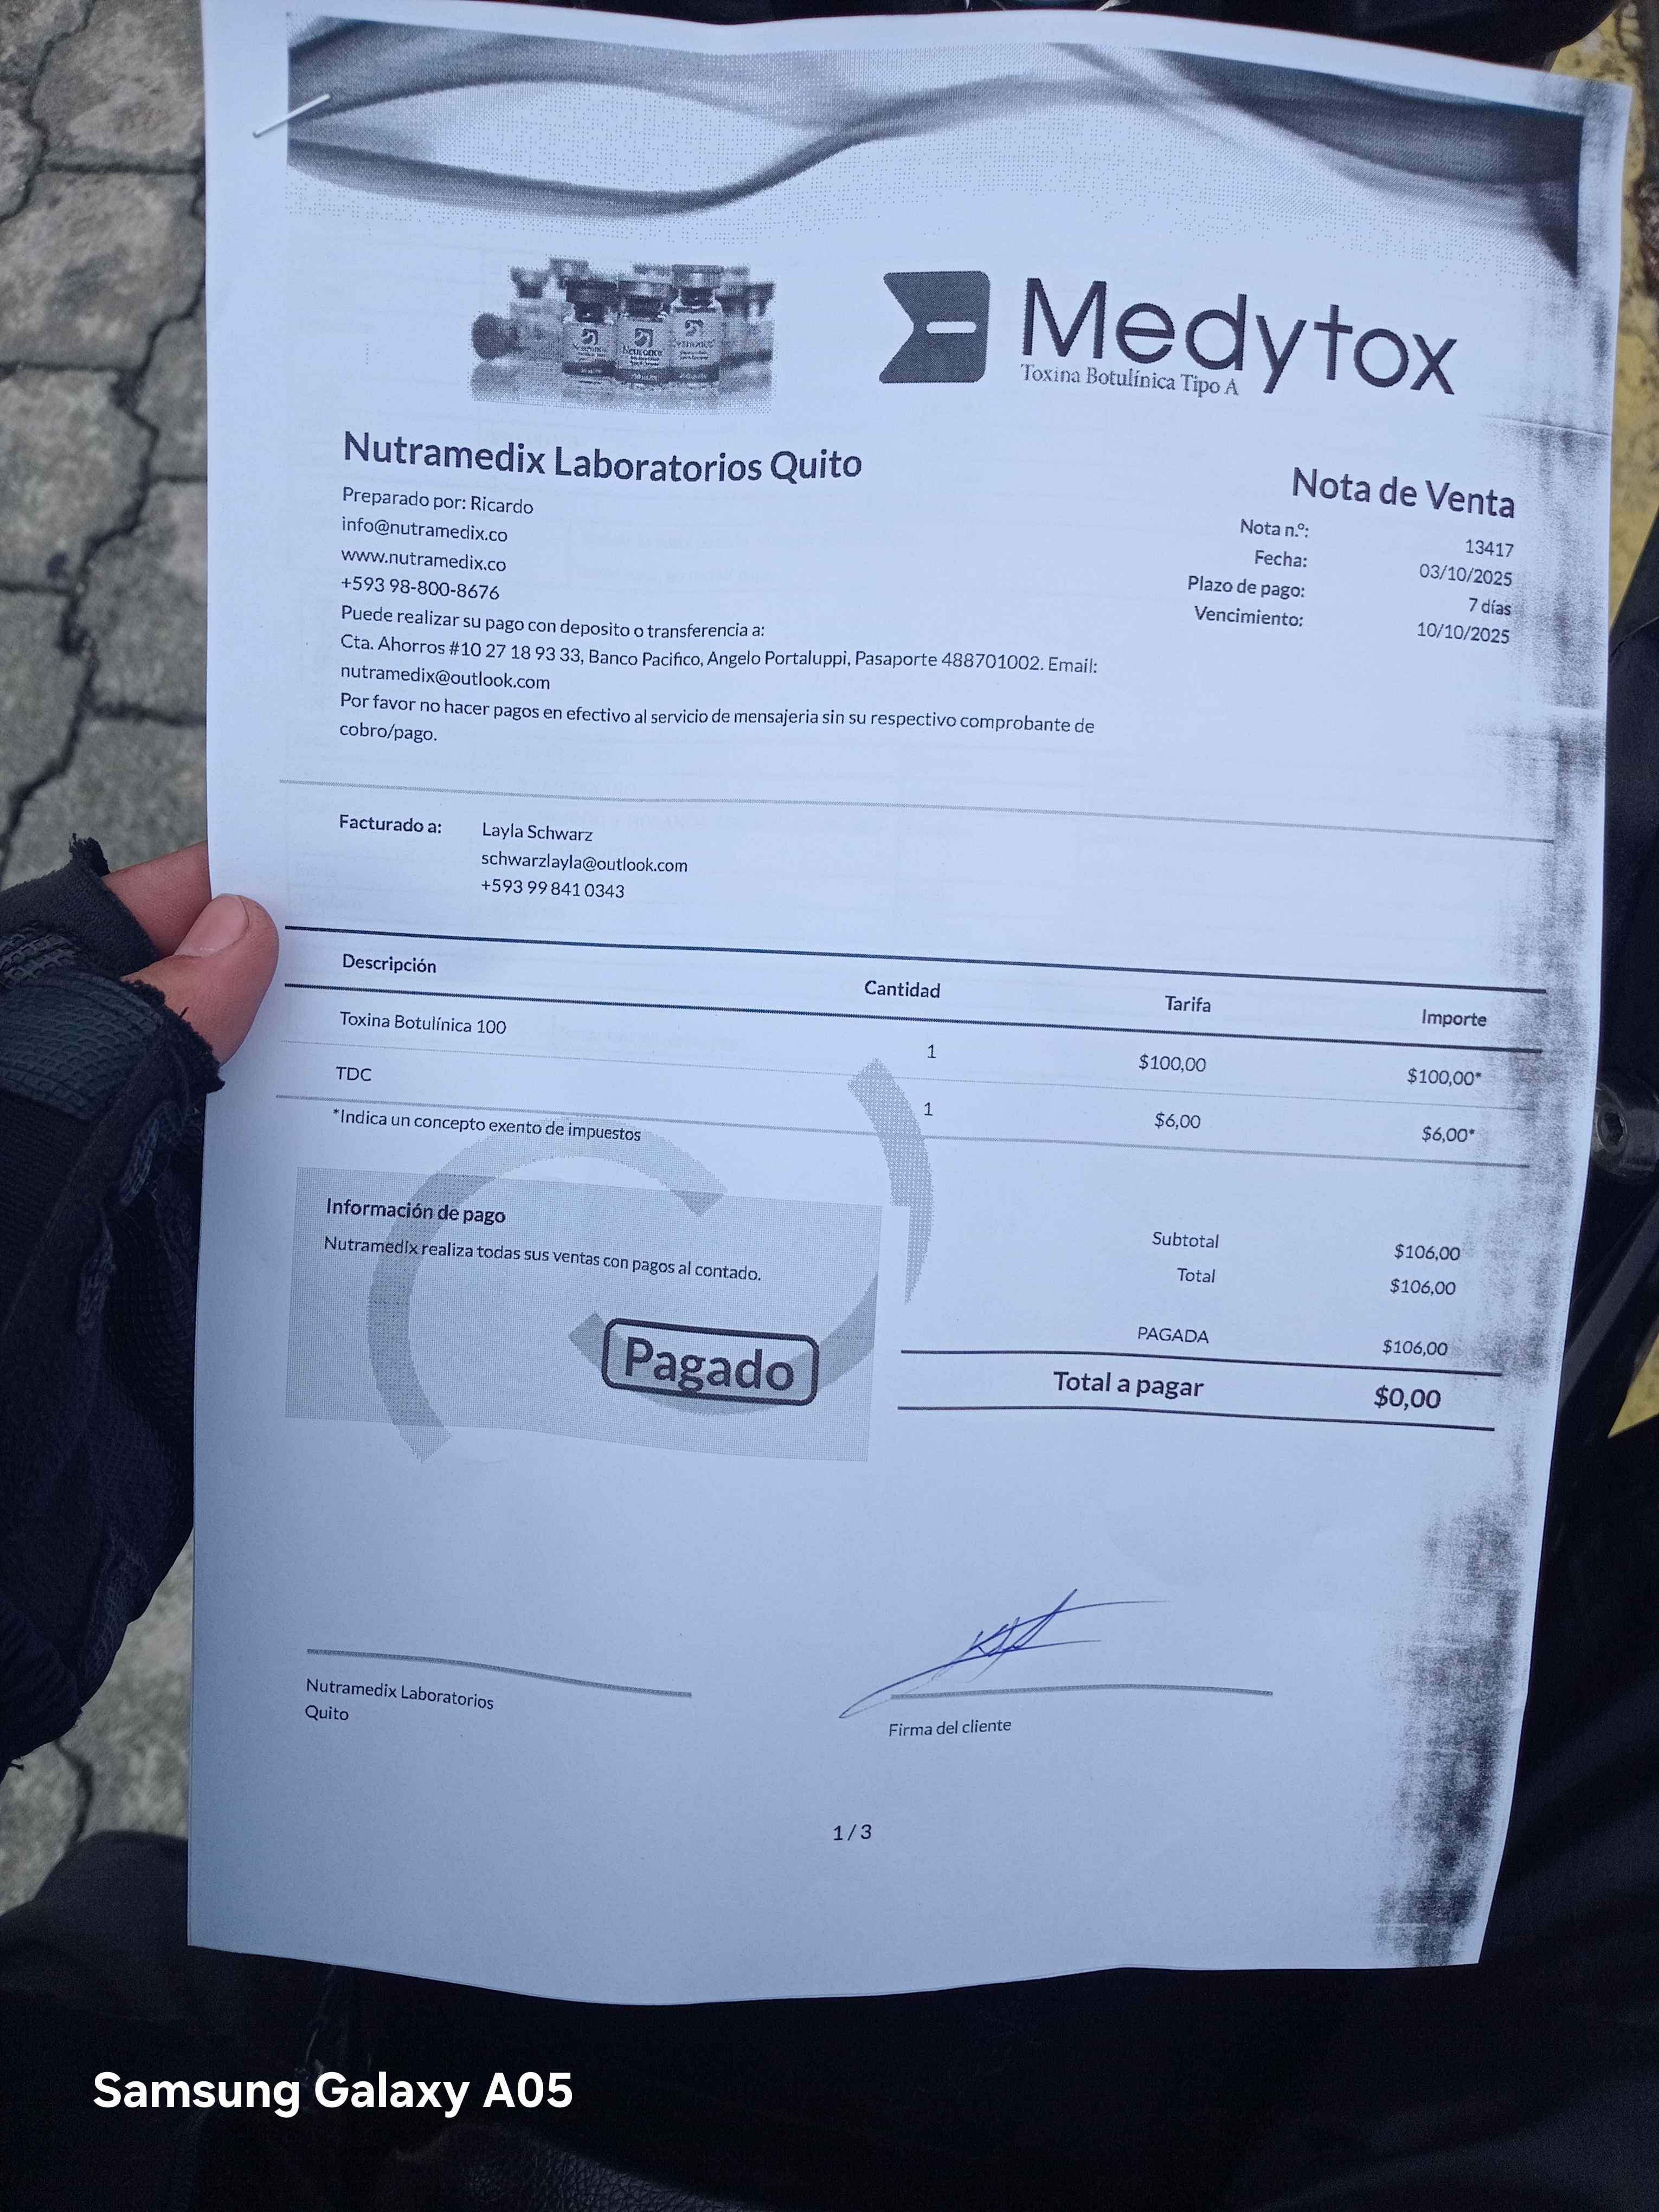 Medytox
Toxina Botulínica Tipo A
Nutramedix Laboratorios Quito
Preparado por: Ricardo
info@nutramedix.co
www.nutramedix.co
+593 98-800-8676
Puede realizar su pago con deposito o transferencia a:
Cta. Ahorros #10 27 18 93 33, Banco Pacifico, Angelo Portaluppi, Pasaporte 488701002. Email:
nutramedix@outlook.com
Por favor no hacer pagos en efectivo al servicio de mensajeria sin su respectivo comprobante de
cobro/pago.
Nota de Venta
Nota n.º: 13417
Fecha: 03/10/2025
Plazo de pago: 7 días
Vencimiento: 10/10/2025
Facturado a: Layla Schwarz
schwarzlayla@outlook.com
+593 99 841 0343
Descripción Cantidad Tarifa Importe
Toxina Botulínica 100 1 $100,00 $100,00*
TDC 1 $6,00 $6,00*
*Indica un concepto exento de impuestos
Información de pago
Nutramedix realiza todas sus ventas con pagos al contado.
Pagado
Subtotal $106,00
Total $106,00
PAGADA $106,00
Total a pagar $0,00
Nutramedix Laboratorios
Quito
Firma del cliente
1 / 3
Samsung Galaxy A05